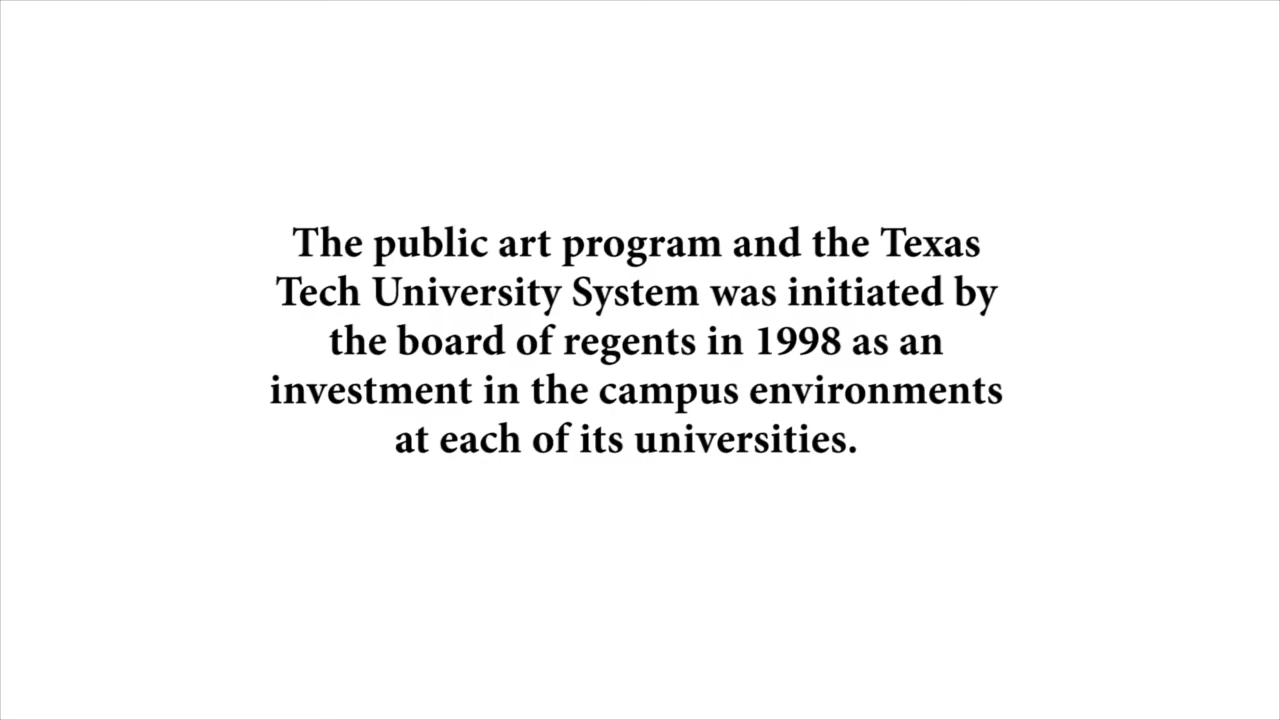 The public art program and the Texas
Tech University System was initiated by
the board of regents in 1998 as an
investment in the campus environments
at each of its universities.